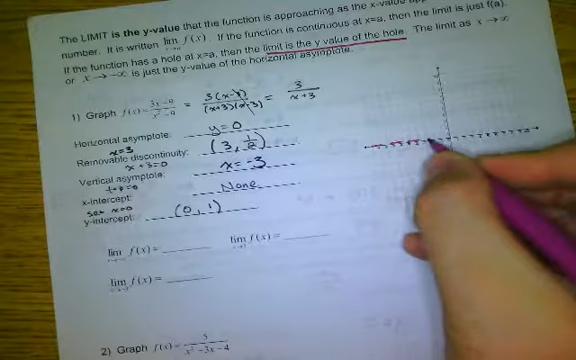 The LIMIT is the y-value that the function is approaching as the x-value app
number. It is written lim f(x). If the function is continuous at x=a, then the limit is just f(a).
If the function has a hole at x=a, then the limit is the y value of the hole. The limit as x → ∞
or x → -∞ is just the y-value of the horizontal asymptote.
1) Graph f(x) = (3x-9)/(x²-9) = 3(x-3)/(x+3)(x-3) = 3/(x+3)
Horizontal asymptote: y=0
x=3
Removable discontinuity: (3, 1/2)
x+3=0
Vertical asymptote: x=-3
x-intercept: None
set x=0
y-intercept: (0, 1)
lim f(x) = lim f(x) =
lim f(x) =
2) Graph f(x) = 5/(x²-3x-4)